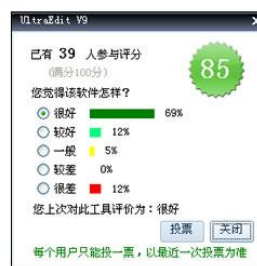 UltraEdit V9
已有 39 人参与评分
(满分100分)
85
您觉得该软件怎样?
很好 69%
较好 12%
一般 5%
较差 0%
很差 12%
您上次对此工具评价为:很好
投票 关闭
每个用户只能投一票,以最近一次投票为准